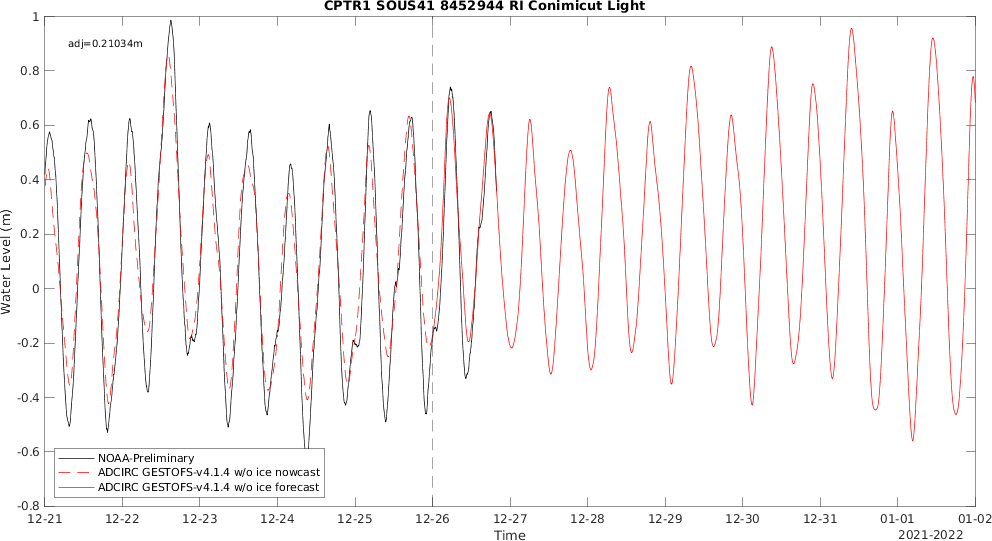 CPTR1 SOUS41 8452944 RI Conimicut Light
adj=0.21034m
1
0.8
0.6
0.4
0.2
0
-0.2
-0.4
-0.6
-0.8
Water Level (m)
NOAA-Preliminary
ADCIRC GESTOFS-v4.1.4 w/o ice nowcast
ADCIRC GESTOFS-v4.1.4 w/o ice forecast
12-21 12-22 12-23 12-24 12-25 12-26 12-27 12-28 12-29 12-30 12-31 01-01 01-02
Time
2021-2022